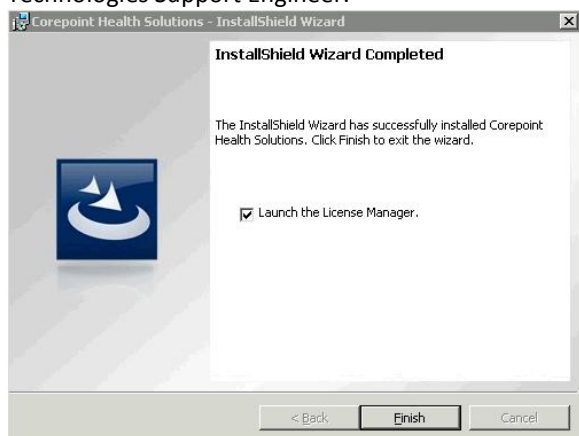 Technologies Support Engineer.
Corepoint Health Solutions - InstallShield Wizard
InstallShield Wizard Completed
The InstallShield Wizard has successfully installed Corepoint
Health Solutions. Click Finish to exit the wizard.
Launch the License Manager.
< Back Finish Cancel